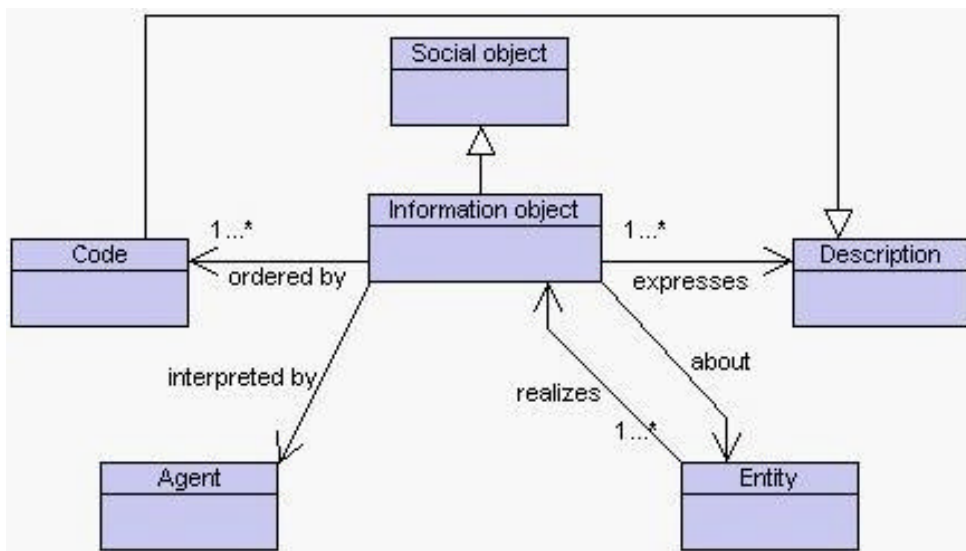 Social object
Information object
1...*
1...*
Code
Description
ordered by
expresses
interpreted by
about
realizes
1...*
Agent
Entity